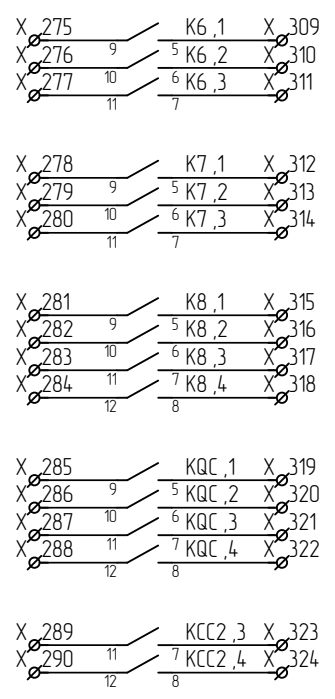 X 275 K6,1 X 309
9 5
X 276 K6,2 X 310
10 6
X 277 K6,3 X 311
11 7
X 278 K7,1 X 312
9 5
X 279 K7,2 X 313
10 6
X 280 K7,3 X 314
11 7
X 281 K8,1 X 315
9 5
X 282 K8,2 X 316
10 6
X 283 K8,3 X 317
11 7
X 284 K8,4 X 318
12 8
X 285 KQC,1 X 319
9 5
X 286 KQC,2 X 320
10 6
X 287 KQC,3 X 321
11 7
X 288 KQC,4 X 322
12 8
X 289 KCC2,3 X 323
11 7
X 290 KCC2,4 X 324
12 8